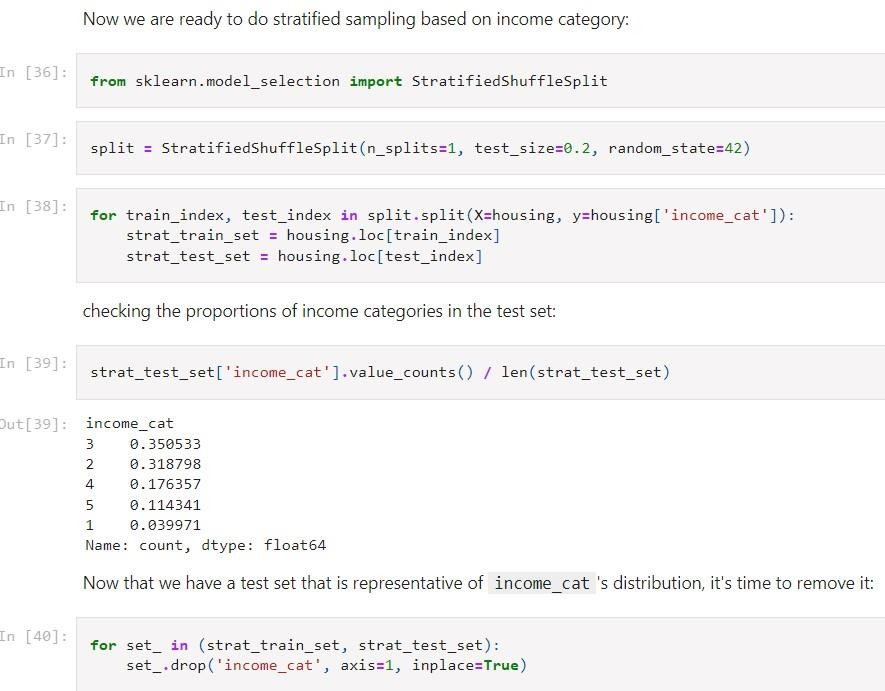 Now we are ready to do stratified sampling based on income category:
In [36]:
from sklearn.model_selection import StratifiedShuffleSplit
In [37]:
split = StratifiedShuffleSplit(n_splits=1, test_size=0.2, random_state=42)
In [38]:
for train_index, test_index in split.split(X=housing, y=housing['income_cat']):
    strat_train_set = housing.loc[train_index]
    strat_test_set = housing.loc[test_index]
checking the proportions of income categories in the test set:
In [39]:
strat_test_set['income_cat'].value_counts() / len(strat_test_set)
Out[39]:
income_cat
3    0.350533
2    0.318798
4    0.176357
5    0.114341
1    0.039971
Name: count, dtype: float64
Now that we have a test set that is representative of income_cat 's distribution, it's time to remove it:
In [40]:
for set_ in (strat_train_set, strat_test_set):
    set_.drop('income_cat', axis=1, inplace=True)